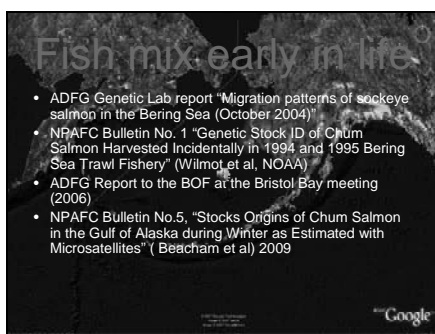 Fish mix early in life
• ADFG Genetic Lab report “Migration patterns of sockeye
salmon in the Bering Sea (October 2004)”
• NPAFC Bulletin No. 1 “Genetic Stock ID of Chum
Salmon Harvested Incidentally in 1994 and 1995 Bering
Sea Trawl Fishery” (Wilmot et al, NOAA)
• ADFG Report to the BOF at the Bristol Bay meeting
(2006)
• NPAFC Bulletin No.5, “Stocks Origins of Chum Salmon
in the Gulf of Alaska during Winter as Estimated with
Microsatellites” ( Beacham et al) 2009
Google